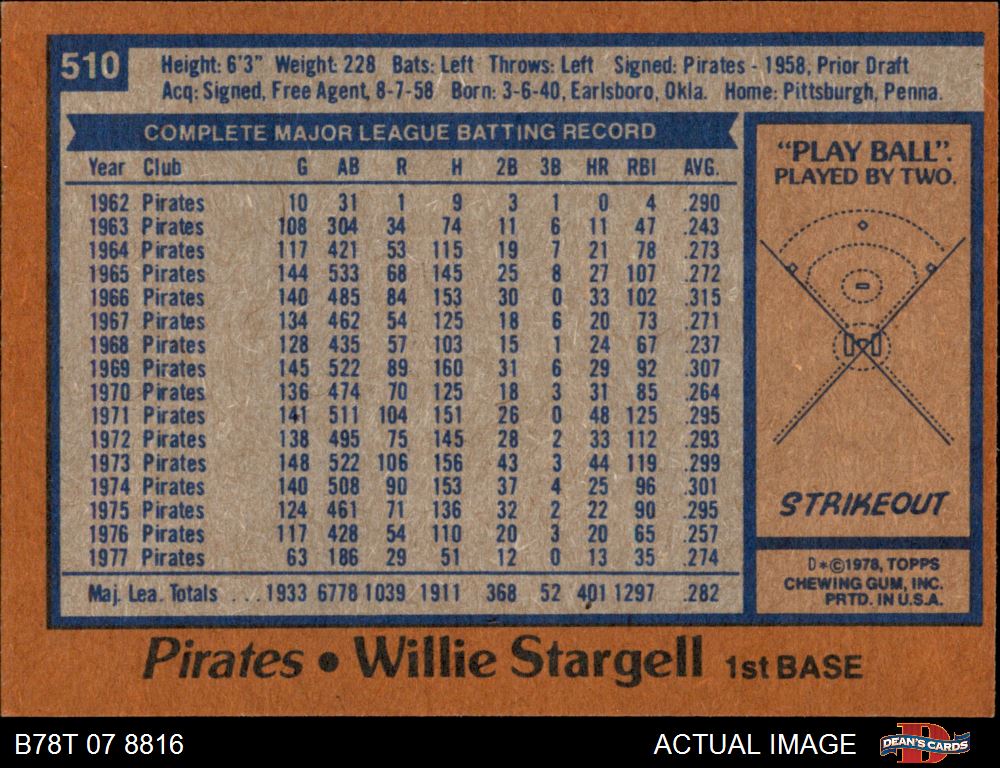 510
Height: 6'3" Weight: 228 Bats: Left Throws: Left Signed: Pirates - 1958, Prior Draft
Acq: Signed, Free Agent, 8-7-58 Born: 3-6-40, Earlsboro, Okla. Home: Pittsburgh, Penna.
COMPLETE MAJOR LEAGUE BATTING RECORD
Year Club G AB R H 2B 3B HR RBI AVG.
1962 Pirates 10 31 1 9 3 1 0 4 .290
1963 Pirates 108 304 34 74 11 6 11 47 .243
1964 Pirates 117 421 53 115 19 7 21 78 .273
1965 Pirates 144 533 68 145 25 8 27 107 .272
1966 Pirates 140 485 84 153 30 0 33 102 .315
1967 Pirates 134 462 54 125 18 6 20 73 .271
1968 Pirates 128 435 57 103 15 1 24 67 .237
1969 Pirates 145 522 89 160 31 6 29 92 .307
1970 Pirates 136 474 70 125 18 3 31 85 .264
1971 Pirates 141 511 104 151 26 0 48 125 .295
1972 Pirates 138 495 75 145 28 2 33 112 .293
1973 Pirates 148 522 106 156 43 3 44 119 .299
1974 Pirates 140 508 90 153 37 4 25 96 .301
1975 Pirates 124 461 71 136 32 2 22 90 .295
1976 Pirates 117 428 54 110 20 3 20 65 .257
1977 Pirates 63 186 29 51 12 0 13 35 .274
Maj. Lea. Totals ...1933 6778 1039 1911 368 52 401 1297 .282
"PLAY BALL".
PLAYED BY TWO.
STRIKEOUT
D*©1978, TOPPS
CHEWING GUM, INC.
PRTD. IN U.S.A.
Pirates • Willie Stargell 1st BASE
B78T 07 8816
ACTUAL IMAGE
DEAN'S CARDS